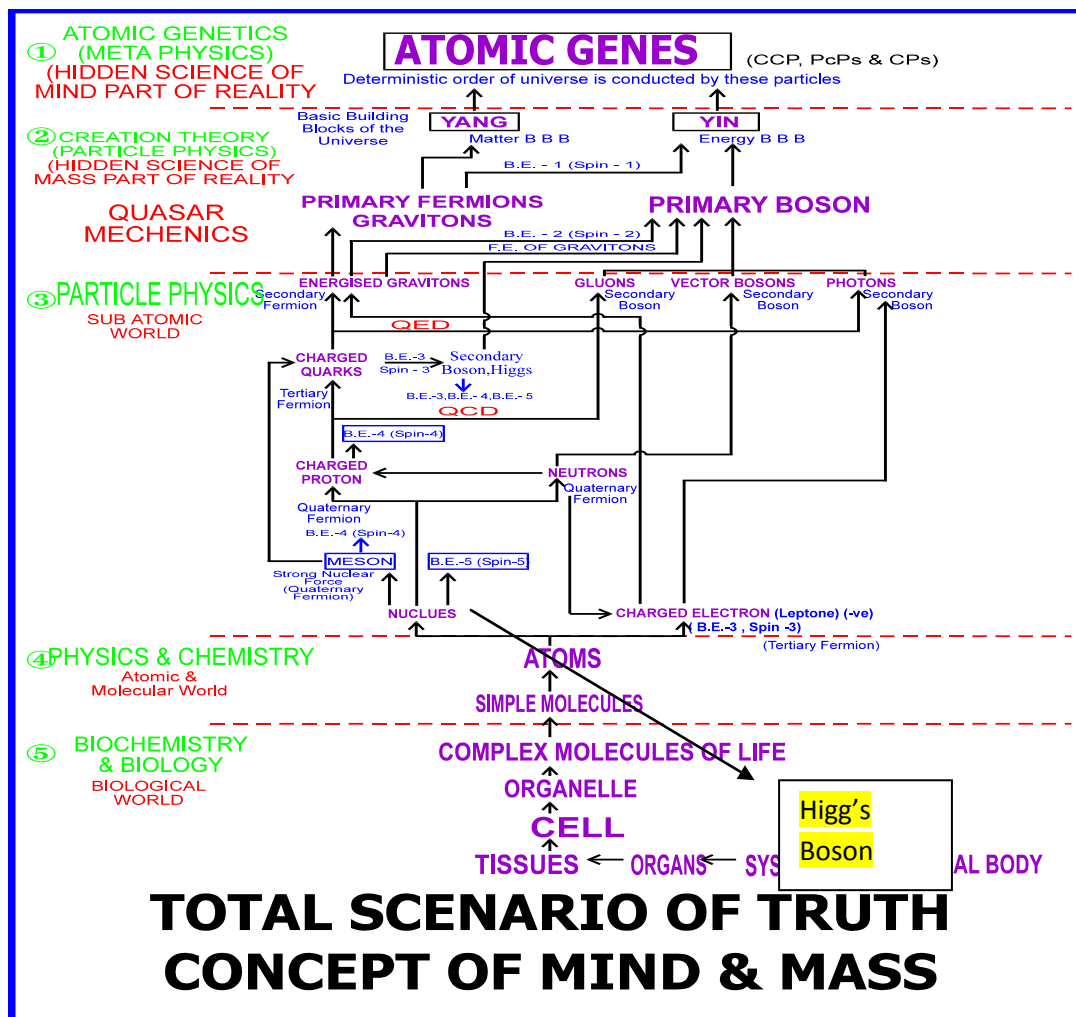 ① ATOMIC GENETICS
(META PHYSICS)
(HIDDEN SCIENCE OF
MIND PART OF REALITY
ATOMIC GENES
(CCP, PcPs & CPs)
Deterministic order of universe is conducted by these particles
② CREATION THEORY
(PARTICLE PHYSICS)
(HIDDEN SCIENCE OF
MASS PART OF REALITY
QUASAR
MECHENICS
Basic Building
Blocks of the
Universe
YANG
Matter B B B
YIN
Energy B B B
B.E. - 1 (Spin - 1)
PRIMARY FERMIONS
GRAVITONS
PRIMARY BOSON
B.E. - 2 (Spin - 2)
F.E. OF GRAVITONS
③ PARTICLE PHYSICS
SUB ATOMIC
WORLD
ENERGISED GRAVITONS
Secondary
Fermion
GLUONS
Secondary
Boson
VECTOR BOSONS
Secondary
Boson
PHOTONS
Secondary
Boson
QED
CHARGED
QUARKS
B.E.-3
Spin - 3
Secondary
Boson,Higgs
Tertiary
Fermion
B.E.-3,B.E.- 4,B.E.- 5
QCD
B.E.-4 (Spin-4)
CHARGED
PROTON
NEUTRONS
Quaternary
Fermion
Quaternary
Fermion
B.E.-4 (Spin-4)
MESON
B.E.-5 (Spin-5)
Strong Nuclear
Force
(Quaternary
Fermion)
NUCLUES
CHARGED ELECTRON (Leptone) (-ve)
( B.E.-3 , Spin -3)
(Tertiary Fermion)
④ PHYSICS & CHEMISTRY
Atomic &
Molecular World
ATOMS
SIMPLE MOLECULES
⑤ BIOCHEMISTRY
& BIOLOGY
BIOLOGICAL
WORLD
COMPLEX MOLECULES OF LIFE
ORGANELLE
CELL
TISSUES ORGANS SYS AL BODY
Higg's
Boson
TOTAL SCENARIO OF TRUTH
CONCEPT OF MIND & MASS